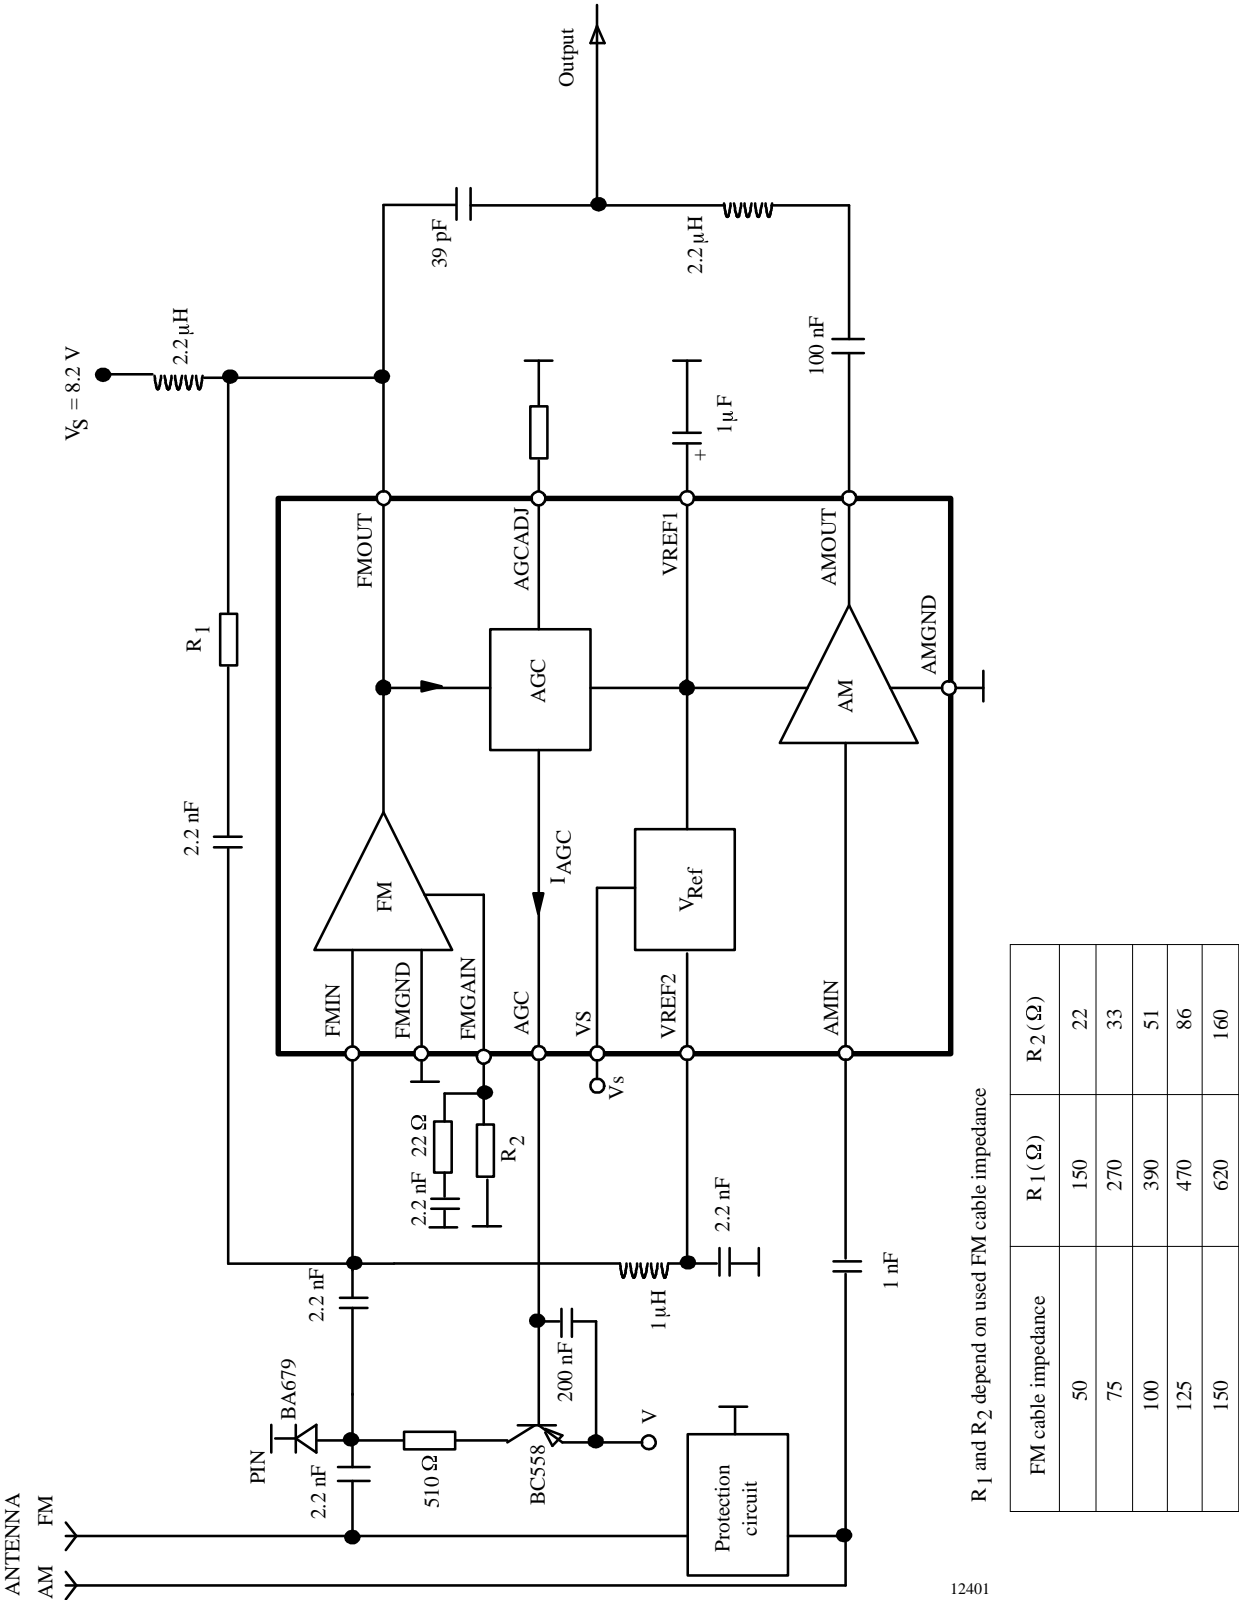 ANTENNA
AM FM
PIN
BA679
2.2 nF
2.2 nF
510 Ω
BC558
200 nF
V
Protection
circuit
1 nF
1 µH
2.2 nF
2.2 nF
22 Ω
R2
Vs
2.2 nF
R1
VS = 8.2 V
2.2 µH
FMIN
FMGND
FMGAIN
AGC
VS
VREF2
AMIN
FM
IAGC
VRef
AGC
AM
AMGND
FMOUT
AGCADJ
VREF1
AMOUT
+
1µF
39 pF
2.2 µH
100 nF
Output
R1 and R2 depend on used FM cable impedance
FM cable impedance R1(Ω) R2(Ω)
50 150 22
75 270 33
100 390 51
125 470 86
150 620 160
12401